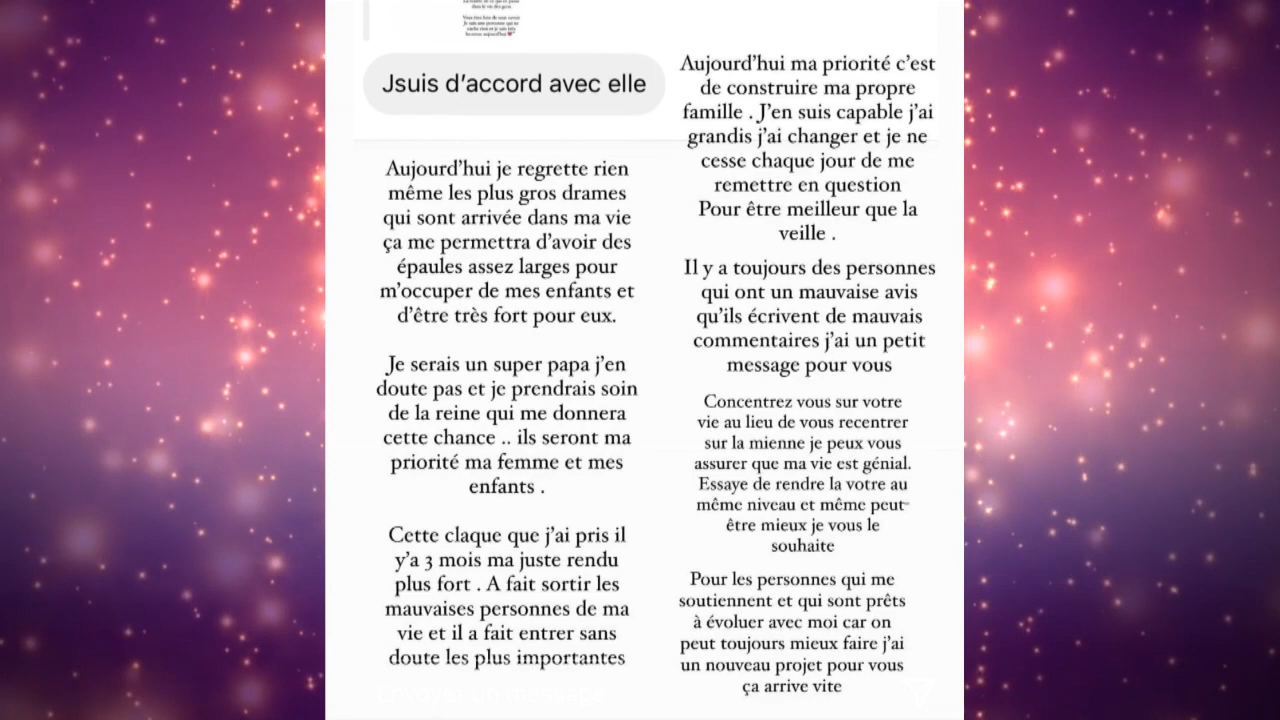 Jsuis d'accord avec elle
Aujourd'hui je regrette rien
même les plus gros drames
qui sont arrivée dans ma vie
ça me permettra d'avoir des
épaules assez larges pour
m'occuper de mes enfants et
d'être très fort pour eux.
Je serais un super papa j'en
doute pas et je prendrais soin
de la reine qui me donnera
cette chance .. ils seront ma
priorité ma femme et mes
enfants .
Cette claque que j'ai pris il
y'a 3 mois ma juste rendu
plus fort . A fait sortir les
mauvaises personnes de ma
vie et il a fait entrer sans
doute les plus importantes
Envoyer un message
Aujourd'hui ma priorité c'est
de construire ma propre
famille . J'en suis capable j'ai
grandis j'ai changer et je ne
cesse chaque jour de me
remettre en question
Pour être meilleur que la
veille .
Il y a toujours des personnes
qui ont un mauvaise avis
qu'ils écrivent de mauvais
commentaires j'ai un petit
message pour vous
Concentrez vous sur votre
vie au lieu de vous recentrer
sur la mienne je peux vous
assurer que ma vie est génial.
Essaye de rendre la votre au
même niveau et même peut-
être mieux je vous le
souhaite
Pour les personnes qui me
soutiennent et qui sont prêts
à évoluer avec moi car on
peut toujours mieux faire j'ai
un nouveau projet pour vous
ça arrive vite